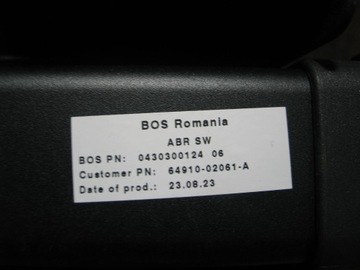 BOS Romania
ABR SW
BOS PN: 0430300124 06
Customer PN: 64910-02061-A
Date of prod.: 23.08.23